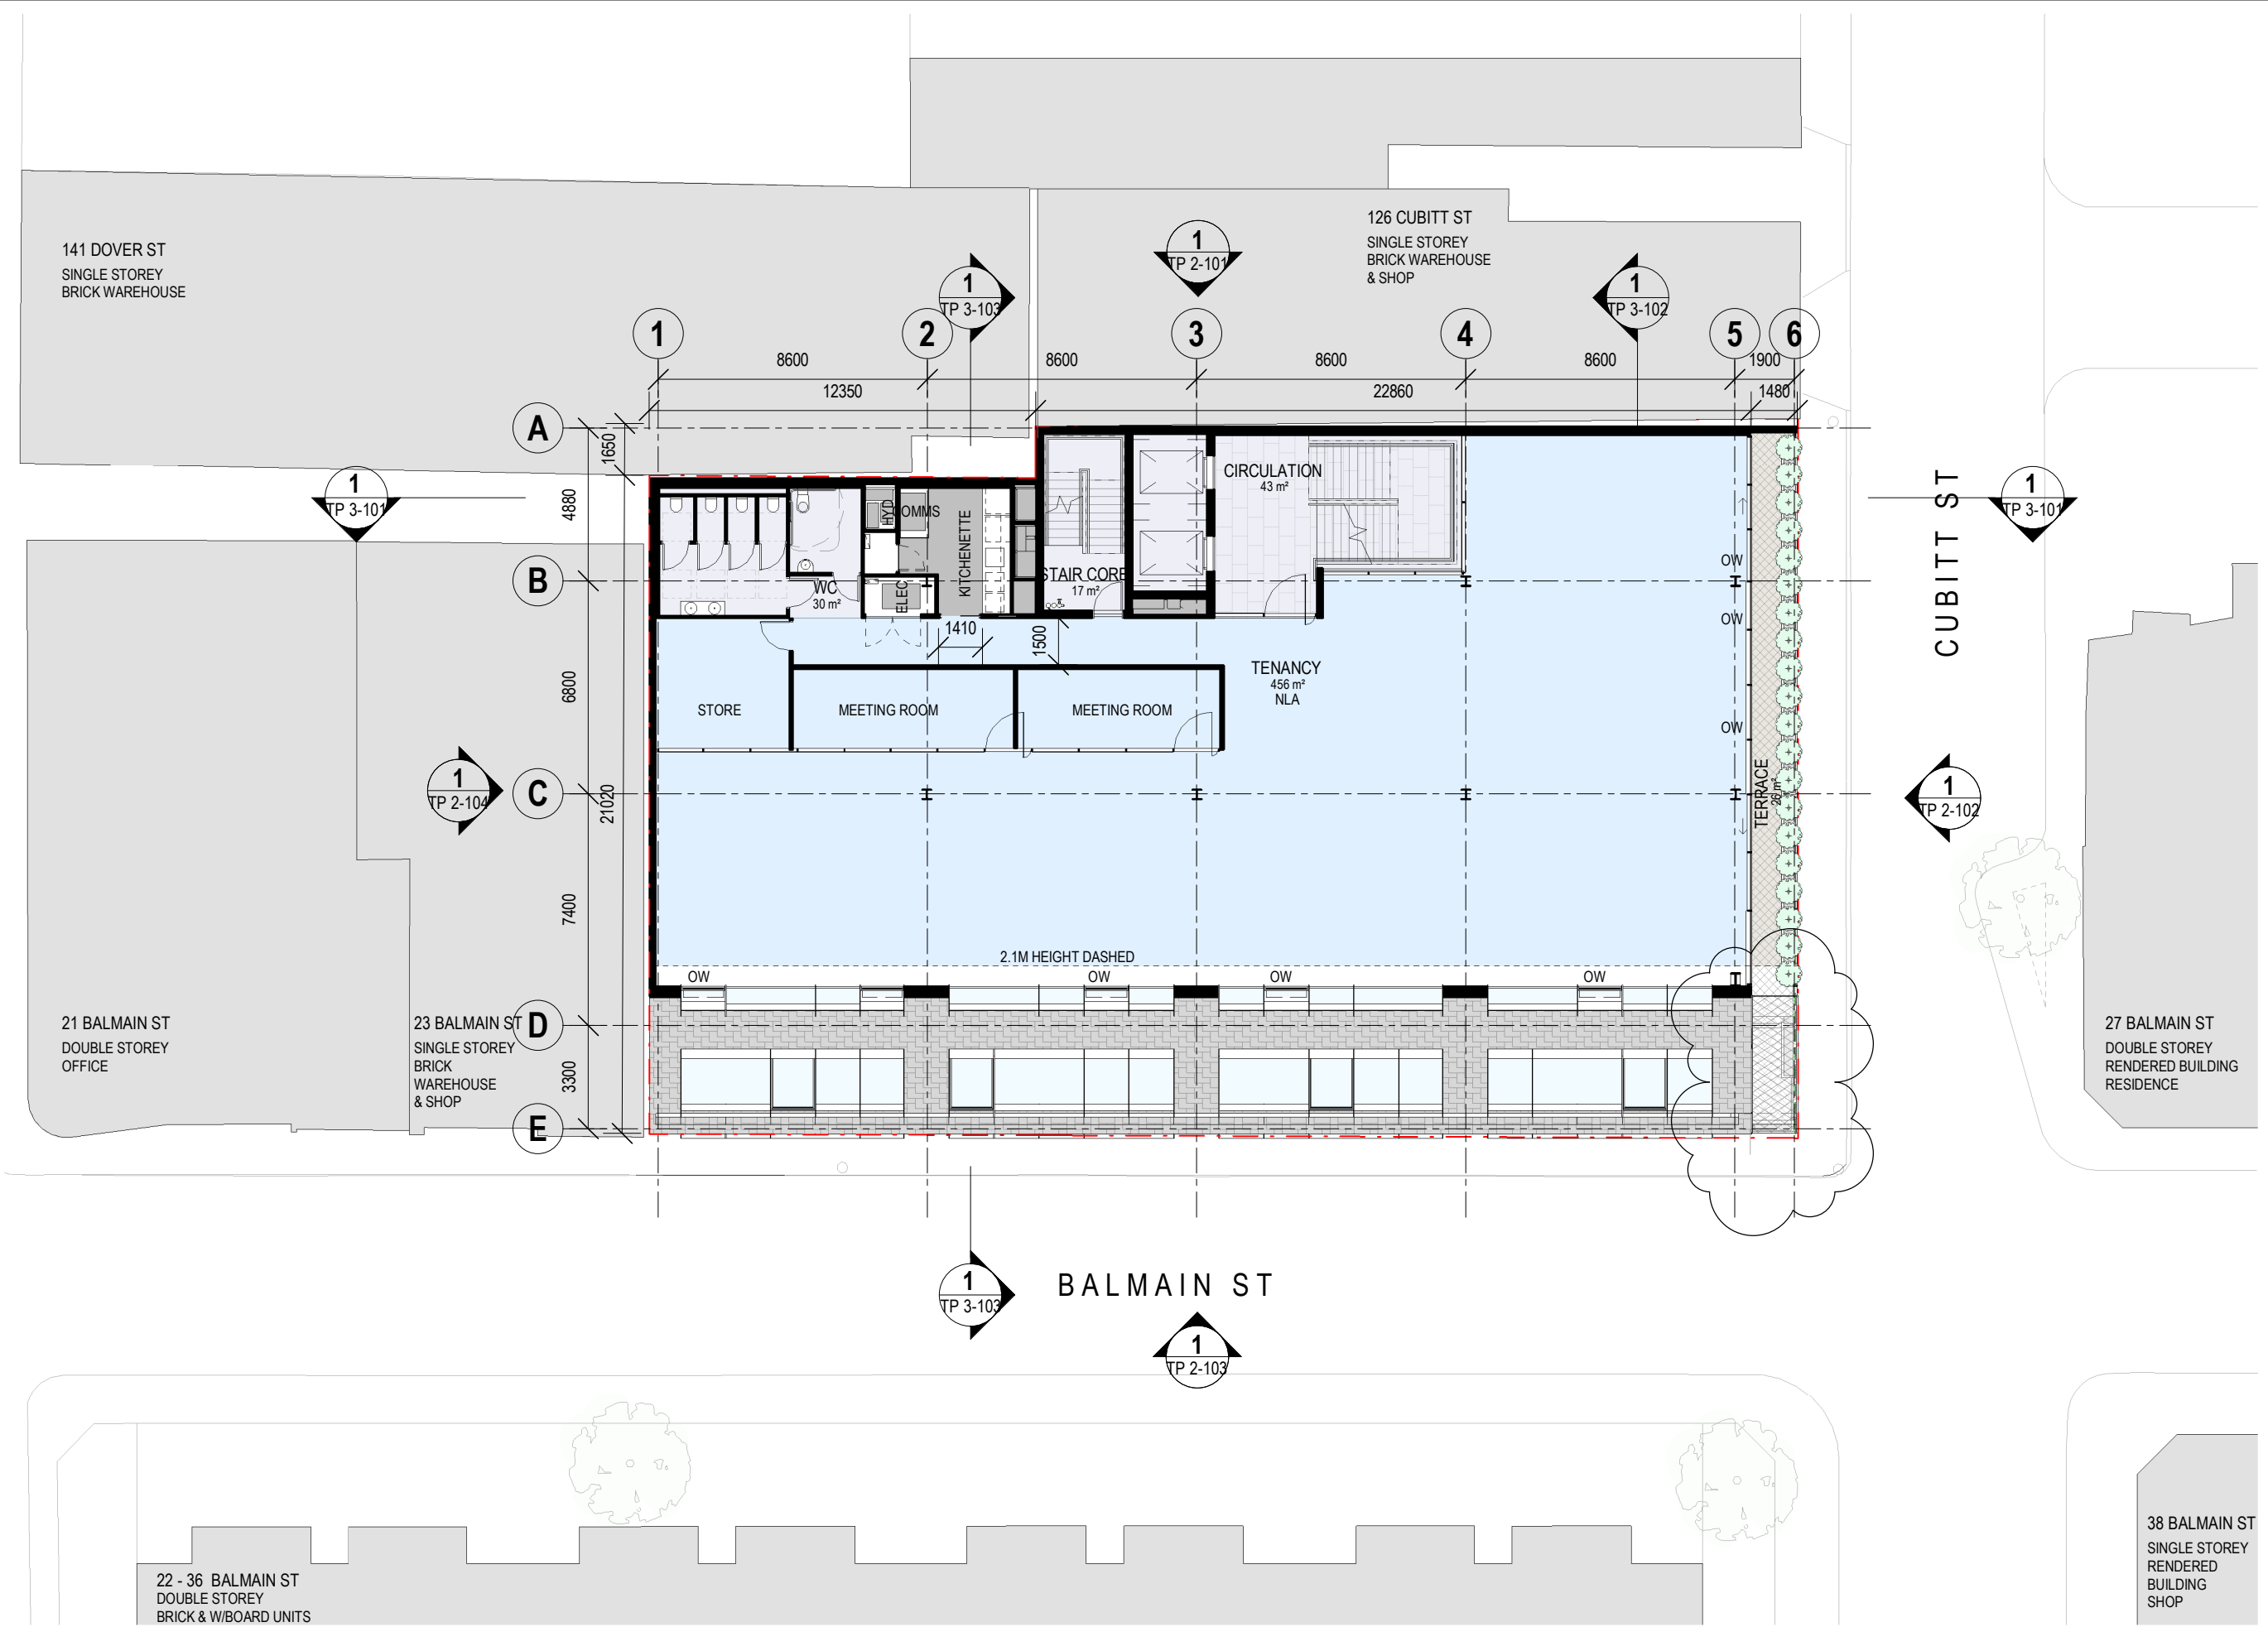 126 CUBITT ST
SINGLE STOREY
BRICK WAREHOUSE
& SHOP
141 DOVER ST
SINGLE STOREY
BRICK WAREHOUSE
1
TP 2-101
1
TP 3-103
1
TP 3-102
1
2
3
4
5
6
8600
8600
8600
8600
1900
12350
22860
1480
A
1650
CIRCULATION
43 m²
1
TP 3-101
4880
HYD
OMMS
KITCHENETTE
CUBITT ST
1
TP 3-101
B
WC
30 m²
ELEC
STAIR CORE
17 m²
OW
OW
1410
1500
6800
TENANCY
456 m²
NLA
STORE
MEETING ROOM
MEETING ROOM
OW
1
TP 2-104
C
21020
TERRACE
26 m²
1
TP 2-102
7400
2.1M HEIGHT DASHED
OW
OW
OW
OW
21 BALMAIN ST
DOUBLE STOREY
OFFICE
23 BALMAIN ST
SINGLE STOREY
BRICK
WAREHOUSE
& SHOP
D
3300
E
27 BALMAIN ST
DOUBLE STOREY
RENDERED BUILDING
RESIDENCE
1
TP 3-103
BALMAIN ST
1
TP 2-103
22 - 36 BALMAIN ST
DOUBLE STOREY
BRICK & W/BOARD UNITS
38 BALMAIN ST
SINGLE STOREY
RENDERED
BUILDING
SHOP